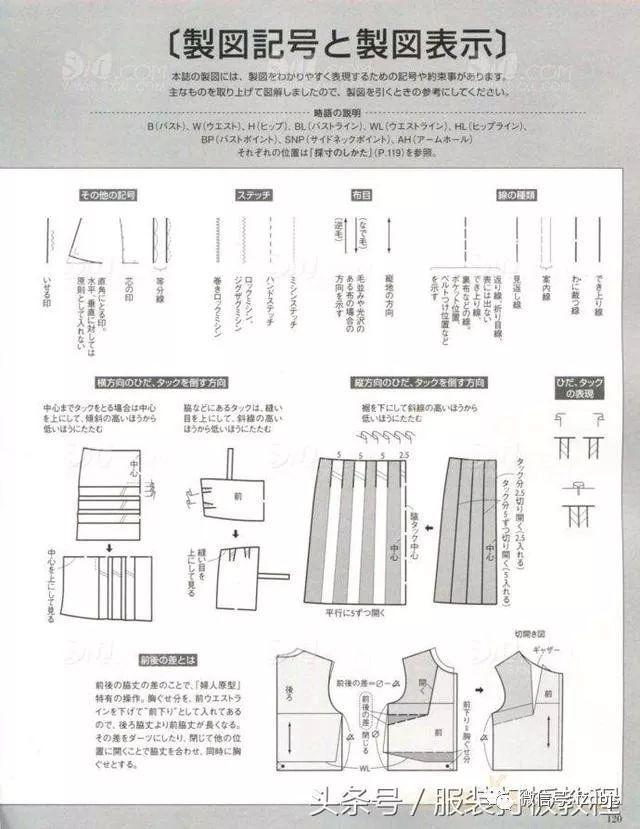 〔製図記号と製図表示〕
本誌の製図には、製図をわかりやすく表現するための記号や約束事があります。
主なものを取り上げて図解しましたので、製図を引くときの参考にしてください。
略語の説明
B(バスト)、W(ウエスト)、H(ヒップ)、BL(バストライン)、WL(ウエストライン)、HL(ヒップライン)、
BP(バストポイント)、SNP(サイドネックポイント)、AH(アームホール)
それぞれの位置は「採寸のしかた」(P.119)を参照。
その他の記号
ステッチ
布目
線の種類
いせる印
直角にとる印。
水平、垂直に対しては
原則として入れない
芯の印
等分線
巻きロックミシン
ロックミシン、
ジグザグミシン
ハンドステッチ
ミシンステッチ
(逆毛)
(なで毛)
毛並みや光沢の
ある布の場合の
方向を示す
縦地の方向
返り線、折り目線、
表には出ない
でき上り線、
裏布などの線。
ポケット位置、
ベルトつけ位置など
を示す
見返し線
案内線
わに裁つ線
でき上り線
横方向のひだ、タックを倒す方向
縦方向のひだ、タックを倒す方向
ひだ、タック
の表現
中心までタックをとる場合は中心
を上にして、傾斜の高いほうから
低いほうにたたむ
脇などにあるタックは、縫い
目を上にして、斜線の高い
ほうから低いほうにたたむ
裾を下にして斜線の高いほうから
低いほうにたたむ
中心
前
中心を上にして見る
縫い目を
上にして見る
5 5 5 2.5
脇タック中心
中心
平行に5ずつ開く
中心
タック分2.5切り開く(2.5入れる)
タック分5ずつ切り開く(5入れる)
前後の差とは
前後の脇丈の差のことで、「婦人原型」
特有の操作。胸ぐせ分を、前ウエストラ
インを下げて"前下り"として入れてある
ので、後ろ脇丈より前脇丈が長くなる。
その差をダーツにしたり、閉じて他の位
置に開くことで脇丈を合わせ、同時に胸
ぐせとする。
後ろ
前後の差=∅−△
前後の差
閉じる
WL
開く
前
前下り=胸ぐせ分
切開き図
ギャザー
前
头条号/服装打板教程
120